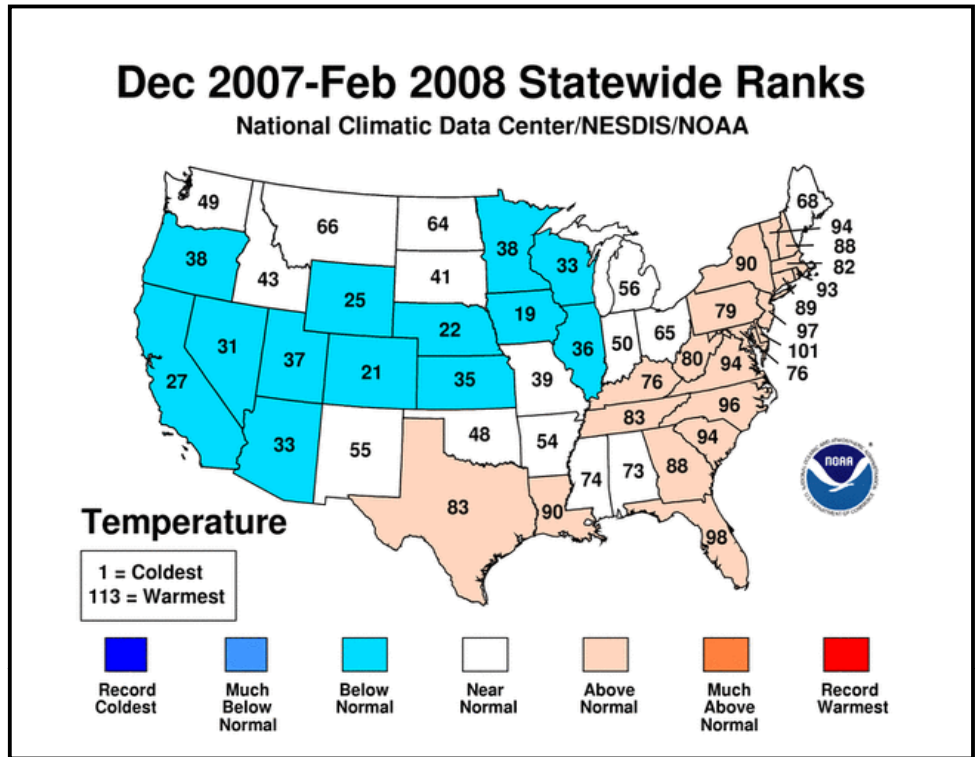 Dec 2007-Feb 2008 Statewide Ranks
National Climatic Data Center/NESDIS/NOAA
49
66
64
38
68
94
88
82
93
89
97
101
76
38
43
41
33
56
90
25
79
31
37
22
19
36
50
65
80
94
27
21
35
39
76
96
33
55
48
54
83
94
74
73
88
83
90
98
NOAA
Temperature
1 = Coldest
113 = Warmest
Record
Coldest
Much
Below
Normal
Below
Normal
Near
Normal
Above
Normal
Much
Above
Normal
Record
Warmest